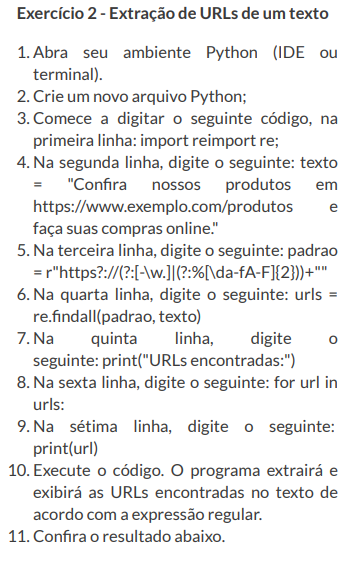 Exercício 2 - Extração de URLs de um texto
1. Abra seu ambiente Python (IDE ou
terminal).
2. Crie um novo arquivo Python;
3. Comece a digitar o seguinte código, na
primeira linha: import reimport re;
4. Na segunda linha, digite o seguinte: texto
= "Confira nossos produtos em
https://www.exemplo.com/produtos e
faça suas compras online."
5. Na terceira linha, digite o seguinte: padrao
= r"https?://(?:[-\w.]|(?:%[\da-fA-F]{2}))+""
6. Na quarta linha, digite o seguinte: urls =
re.findall(padrao, texto)
7. Na quinta linha, digite o
seguinte: print("URLs encontradas:")
8. Na sexta linha, digite o seguinte: for url in
urls:
9. Na sétima linha, digite o seguinte:
print(url)
10. Execute o código. O programa extrairá e
exibirá as URLs encontradas no texto de
acordo com a expressão regular.
11. Confira o resultado abaixo.